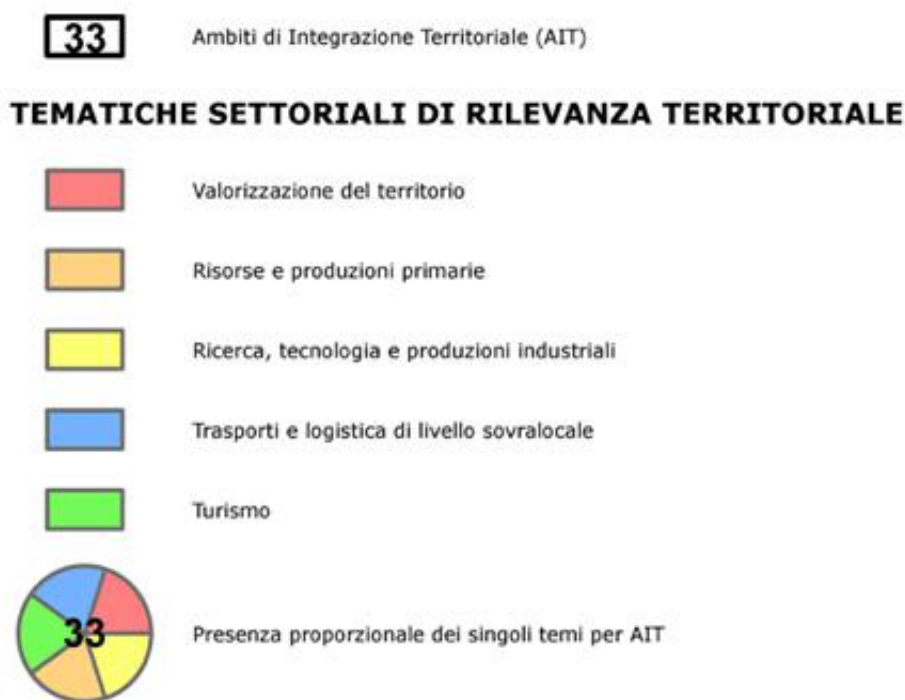 33 Ambiti di Integrazione Territoriale (AIT)
TEMATICHE SETTORIALI DI RILEVANZA TERRITORIALE
Valorizzazione del territorio
Risorse e produzioni primarie
Ricerca, tecnologia e produzioni industriali
Trasporti e logistica di livello sovralocale
Turismo
33 Presenza proporzionale dei singoli temi per AIT